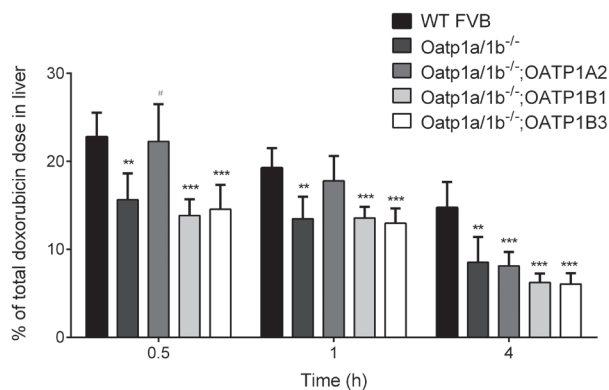 WT FVB
Oatp1a/1b-/-
Oatp1a/1b-/-;OATP1A2
Oatp1a/1b-/-;OATP1B1
Oatp1a/1b-/-;OATP1B3
% of total doxorubicin dose in liver
30
20
10
0
** # *** ***
** *** ***
** *** *** ***
0.5 1 4
Time (h)